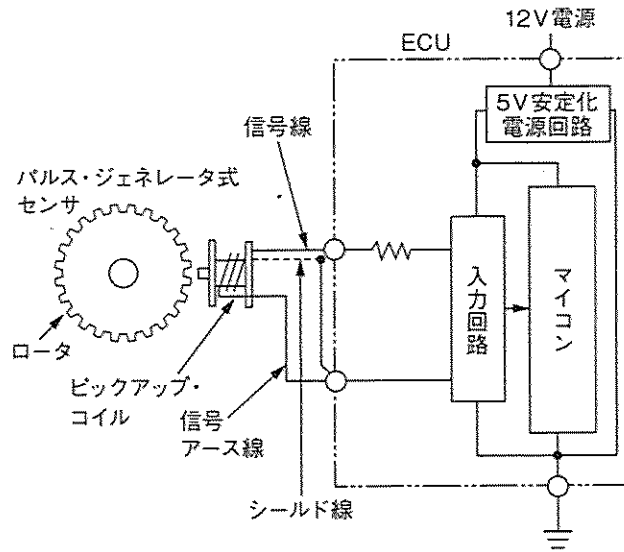 12V電源
ECU
5V安定化
電源回路
信号線
パルス・ジェネレータ式
センサ
入力回路
マイコン
ロータ
ピックアップ・
コイル
信号
アース線
シールド線